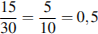 15/30 = 5/10 = 0,5